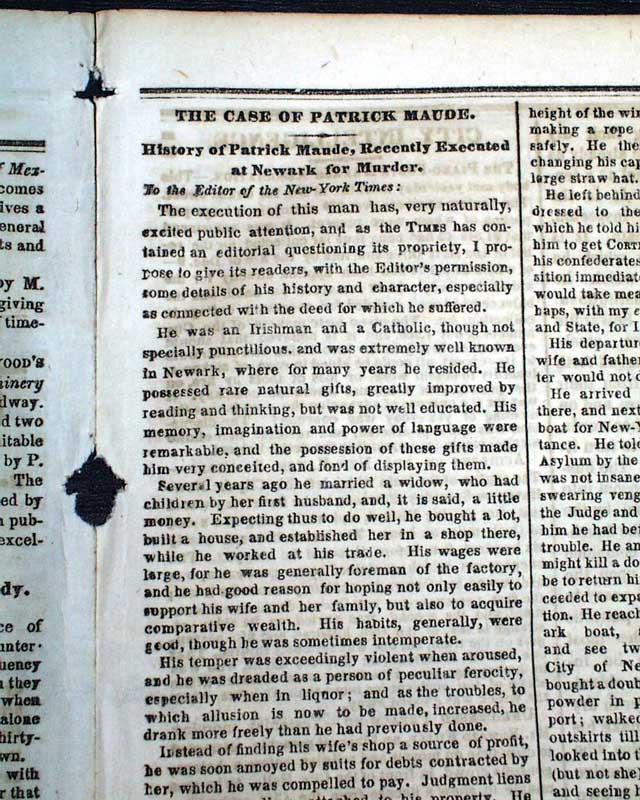 f Mex-
comes
ives a
eneral
ts and
by M.
giving
time-
OOD'S
hinery
dway.
d two
itable
by P.
The
ed by
pub-
excel-
dy.
ce of
unter-
uency
they
when
alone
hirty-
wn.
with
r that
THE CASE OF PATRICK MAUDE.
History of Patrick Maude, Recently Executed
at Newark for Murder.
To the Editor of the New-York Times:
The execution of this man has, very naturally,
excited public attention, and as the TIMES has con-
tained an editorial questioning its propriety, I pro-
pose to give its readers, with the Editor's permission,
some details of his history and character, especially
as connected with the deed for which he suffered.
He was an Irishman and a Catholic, though not
specially punctilious. and was extremely well known
in Newark, where for many years he resided. He
possessed rare natural gifts, greatly improved by
reading and thinking, but was not well educated. His
memory, imagination and power of language were
remarkable, and the possession of these gifts made
him very conceited, and fond of displaying them.
Several years ago he married a widow, who had
children by her first husband, and, it is said, a little
money. Expecting thus to do well, he bought a lot,
built a house, and established her in a shop there,
while he worked at his trade. His wages were
large, for he was generally foreman of the factory,
and he had good reason for hoping not only easily to
support his wife and her family, but also to acquire
comparative wealth. His habits, generally, were
good, though he was sometimes intemperate.
His temper was exceedingly violent when aroused,
and he was dreaded as a person of peculiar ferocity,
especially when in liquor; and as the troubles, to
which allusion is now to be made, increased, he
drank more freely than he had previously done.
Instead of finding his wife's shop a source of profit,
he was soon annoyed by suits for debts contracted by
her, which he was compelled to pay. Judgment liens
attached to his property. He
height of the win
making a rope
safely. He the
changing his cap
large straw hat.
He left behind
dressed to the
which he told hi
him to get CORT
his confederates
sition immediate
would take mea
haps, with my c
and State, for I
His departure
wife and father
ter would not d
He arrived
there, and next
boat for New-Y
tance. He told
Asylum by the
was not insane
swearing veng
the Judge and
him he had bef
trouble. He an
might kill a do
be to return hi
ceeded to expa
tion. He reach
ark boat,
and see tw
City of Ne
bought a doub
powder in p
port; walked
outskirts till
looked into t
(but not she)
and seeing